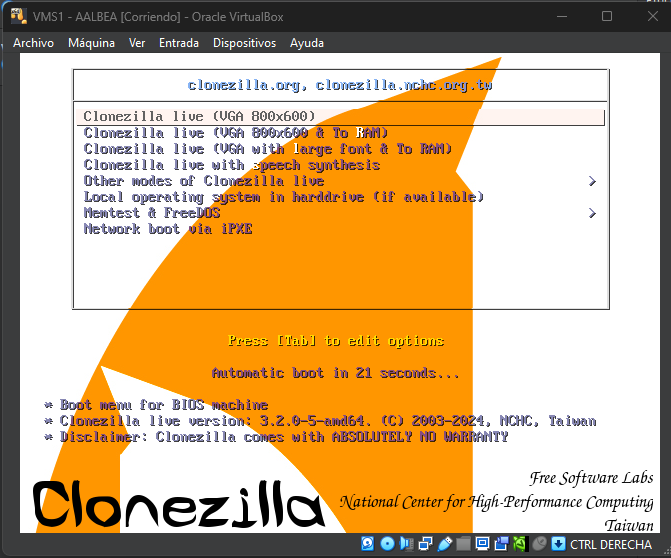 VMS1 - AALBEA [Corriendo] - Oracle VirtualBox
Archivo Máquina Ver Entrada Dispositivos Ayuda
clonezilla.org, clonezilla.nchc.org.tw
Clonezilla live (VGA 800x600)
Clonezilla live (VGA 800x600 & To RAM)
Clonezilla live (VGA with large font & To RAM)
Clonezilla live with speech synthesis
Other modes of Clonezilla live >
Local operating system in harddrive (if available)
Memtest & FreeDOS >
Network boot via iPXE
Press [Tab] to edit options
Automatic boot in 21 seconds...
* Boot menu for BIOS machine
* Clonezilla live version: 3.2.0-5-amd64. (C) 2003-2024, NCHC, Taiwan
* Disclaimer: Clonezilla comes with ABSOLUTELY NO WARRANTY
Clonezilla
Free Software Labs
National Center for High-Performance Computing
Taiwan
CTRL DERECHA